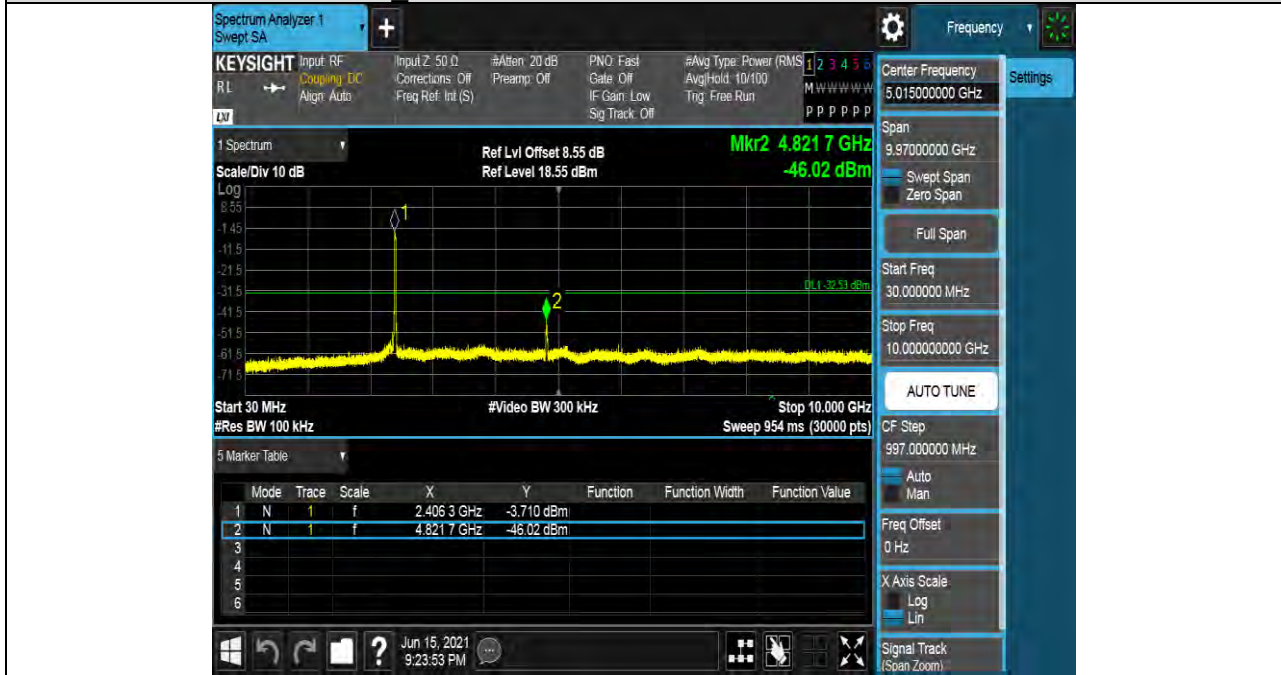 Spectrum Analyzer 1
Swept SA
+
Frequency
KEYSIGHT
RL
LXI
Input: RF
Coupling: DC
Align: Auto
Input Z: 50 Ω
Corrections: Off
Freq Ref: Int (S)
#Atten: 20 dB
Preamp: Off
PNO: Fast
Gate: Off
IF Gain: Low
Sig Track: Off
#Avg Type: Power (RMS
Avg|Hold: 10/100
Trig: Free Run
1 2 3 4 5 6
M W W W W W
P P P P P P
1 Spectrum
Scale/Div 10 dB
Ref Lvl Offset 8.55 dB
Ref Level 18.55 dBm
Mkr2 4.821 7 GHz
-46.02 dBm
Log
8.55
-1.45
-11.5
-21.5
-31.5
-41.5
-51.5
-61.5
-71.5
1
2
DL1 -32.53 dBm
Start 30 MHz
#Video BW 300 kHz
Stop 10.000 GHz
#Res BW 100 kHz
Sweep 954 ms (30000 pts)
5 Marker Table
Mode Trace Scale X Y Function Function Width Function Value
1 N 1 f 2.406 3 GHz -3.710 dBm
2 N 1 f 4.821 7 GHz -46.02 dBm
3
4
5
6
?
Jun 15, 2021
9:23:53 PM
Center Frequency
5.015000000 GHz
Settings
Span
9.97000000 GHz
Swept Span
Zero Span
Full Span
Start Freq
30.000000 MHz
Stop Freq
10.000000000 GHz
AUTO TUNE
CF Step
997.000000 MHz
Auto
Man
Freq Offset
0 Hz
X Axis Scale
Log
Lin
Signal Track
(Span Zoom)